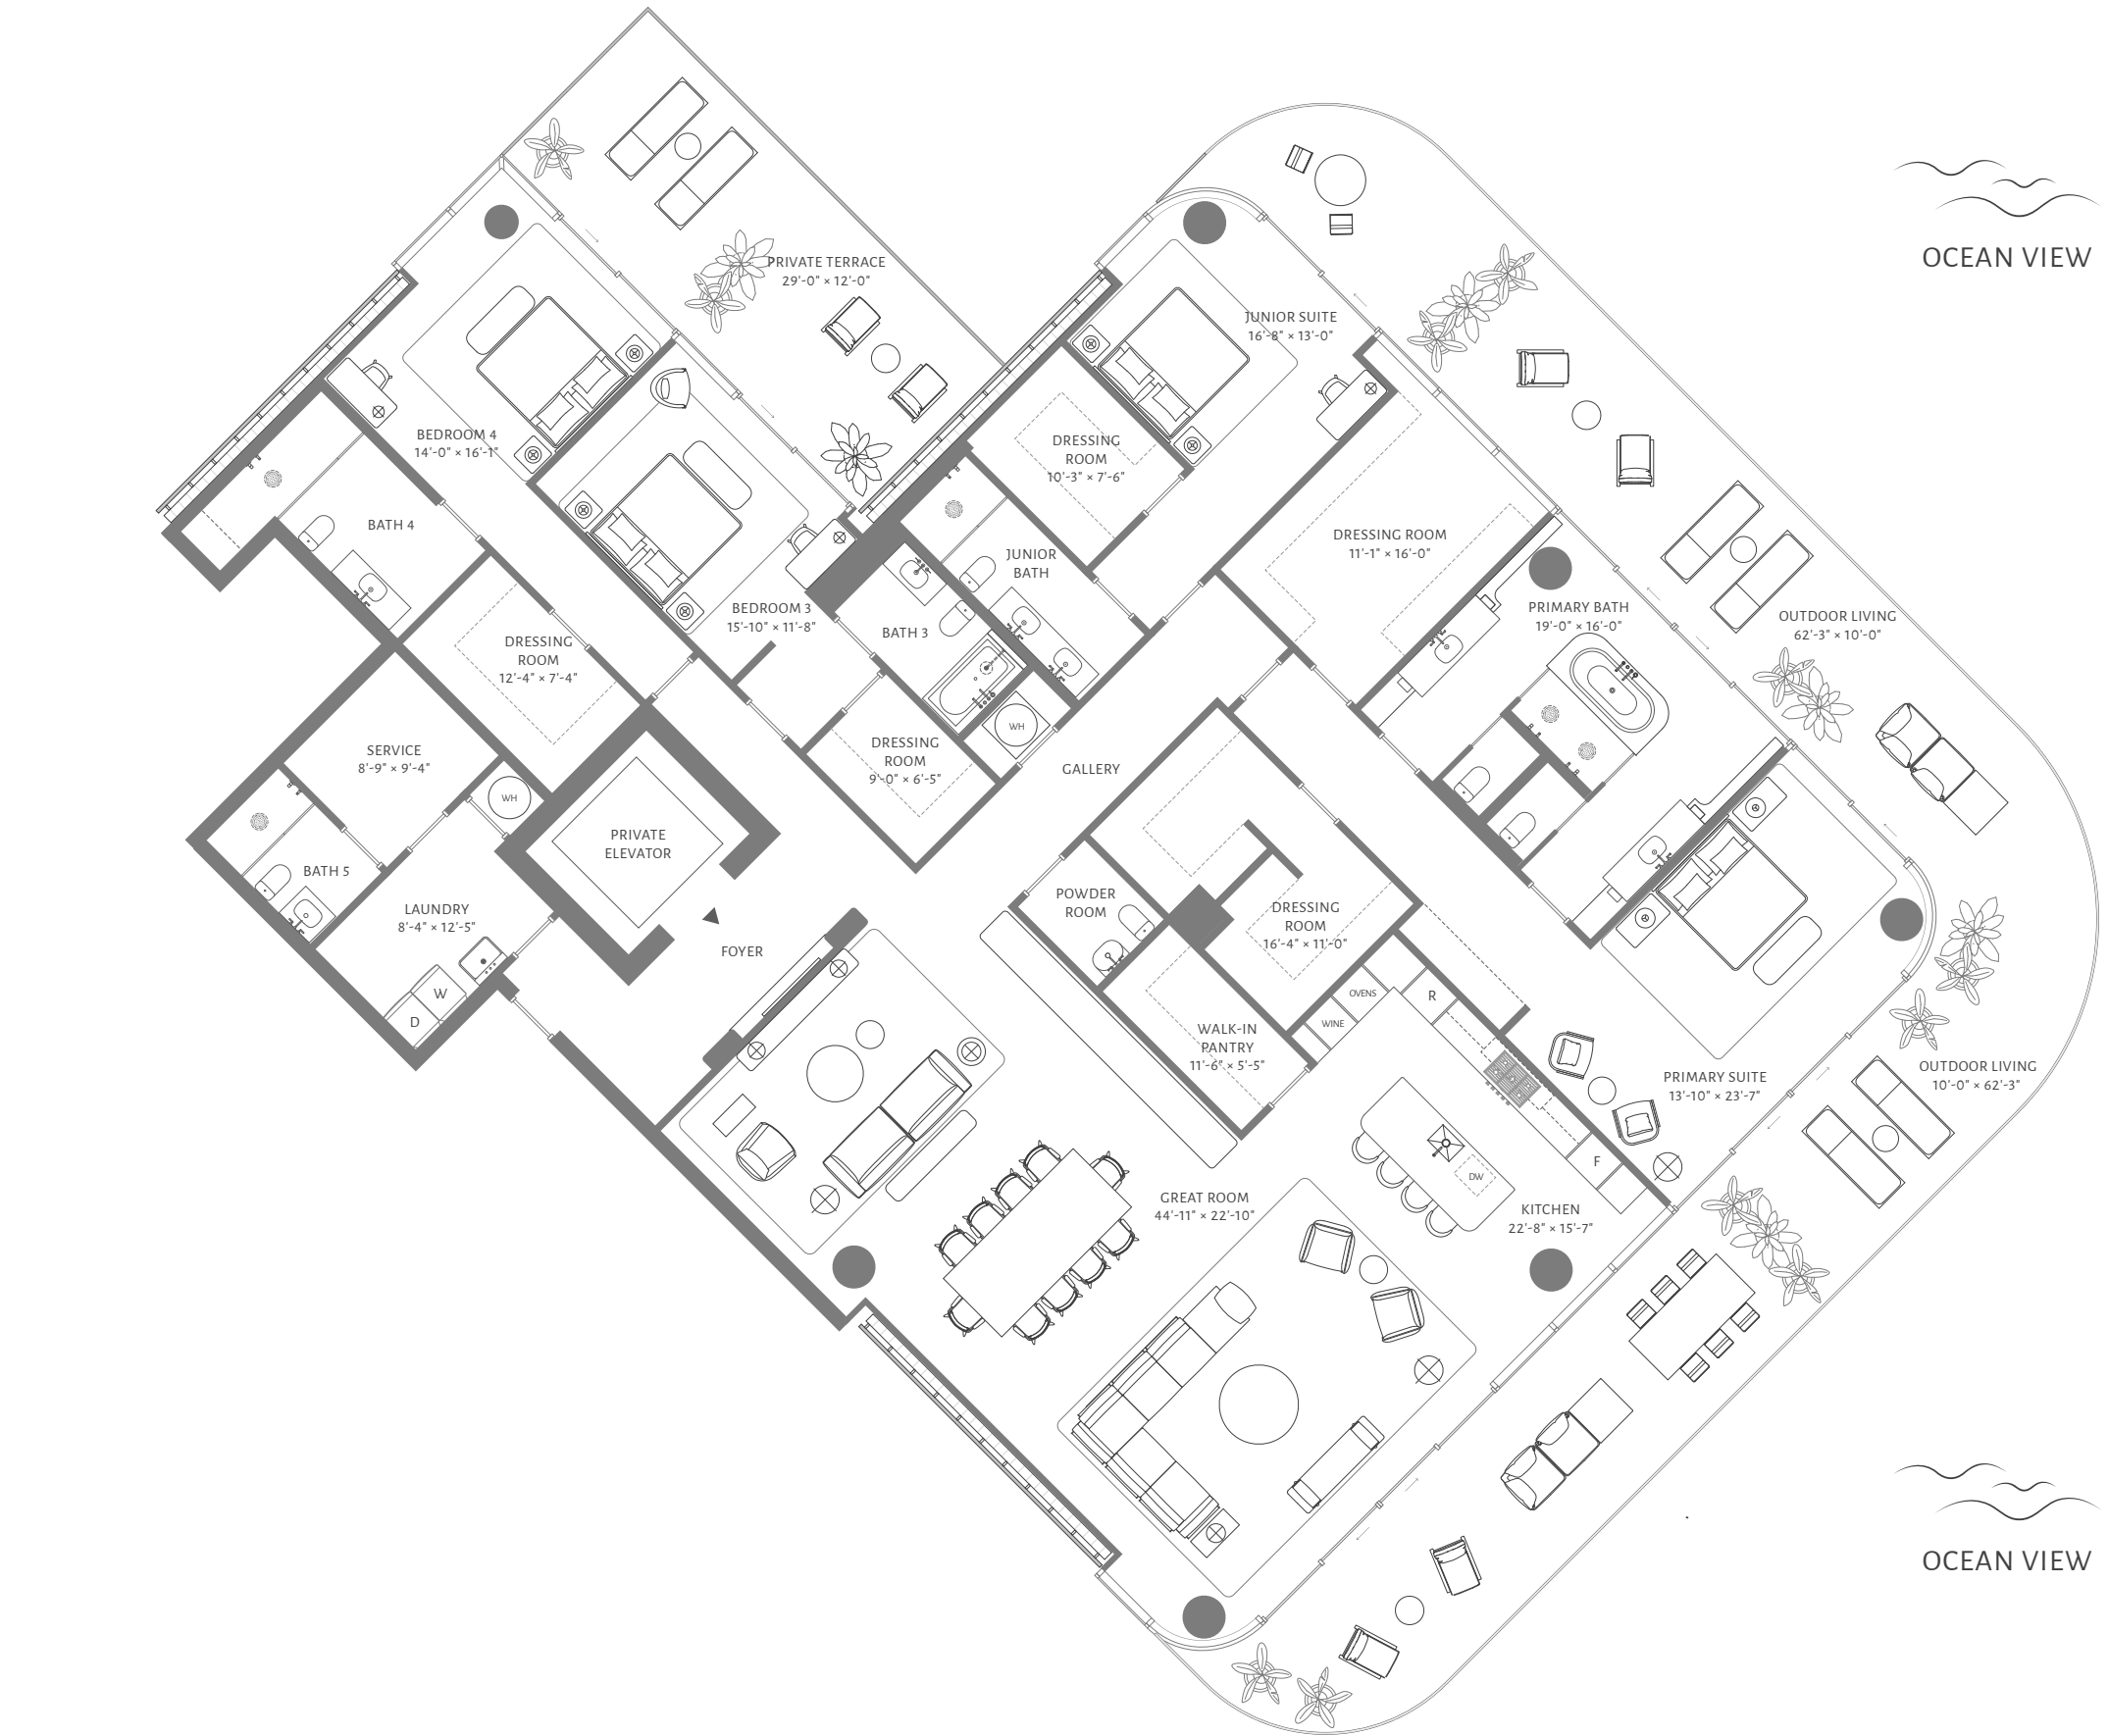 OCEAN VIEW
PRIVATE TERRACE
29'-0" × 12'-0"
JUNIOR SUITE
16'-8" × 13'-0"
BEDROOM 4
14'-0" × 16'-1"
DRESSING
ROOM
10'-3" × 7'-6"
BATH 4
DRESSING ROOM
11'-1" × 16'-0"
JUNIOR
BATH
BEDROOM 3
15'-10" × 11'-8"
BATH 3
PRIMARY BATH
19'-0" × 16'-0"
OUTDOOR LIVING
62'-3" × 10'-0"
DRESSING
ROOM
12'-4" × 7'-4"
WH
SERVICE
8'-9" × 9'-4"
DRESSING
ROOM
9'-0" × 6'-5"
GALLERY
WH
PRIVATE
ELEVATOR
BATH 5
LAUNDRY
8'-4" × 12'-5"
POWDER
ROOM
DRESSING
ROOM
16'-4" × 11'-0"
FOYER
W
D
OVENS
R
WINE
WALK-IN
PANTRY
11'-6" × 5'-5"
PRIMARY SUITE
13'-10" × 23'-7"
OUTDOOR LIVING
10'-0" × 62'-3"
F
DW
GREAT ROOM
44'-11" × 22'-10"
KITCHEN
22'-8" × 15'-7"
OCEAN VIEW